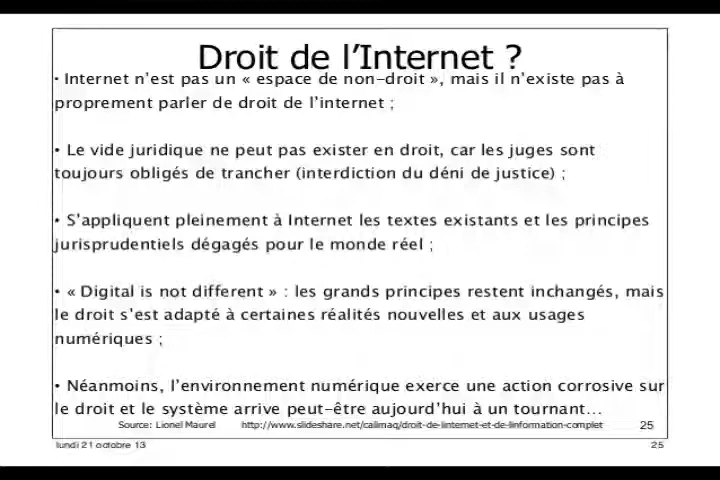 Droit de l'Internet ?
• Internet n'est pas un « espace de non-droit », mais il n'existe pas à
proprement parler de droit de l'internet ;
• Le vide juridique ne peut pas exister en droit, car les juges sont
toujours obligés de trancher (interdiction du déni de justice) ;
• S'appliquent pleinement à Internet les textes existants et les principes
jurisprudentiels dégagés pour le monde réel ;
• « Digital is not different » : les grands principes restent inchangés, mais
le droit s'est adapté à certaines réalités nouvelles et aux usages
numériques ;
• Néanmoins, l'environnement numérique exerce une action corrosive sur
le droit et le système arrive peut-être aujourd'hui à un tournant...
Source: Lionel Maurel http://www.slideshare.net/calimaq/droit-de-linternet-et-de-linformation-complet 25
lundi 21 octobre 13 25